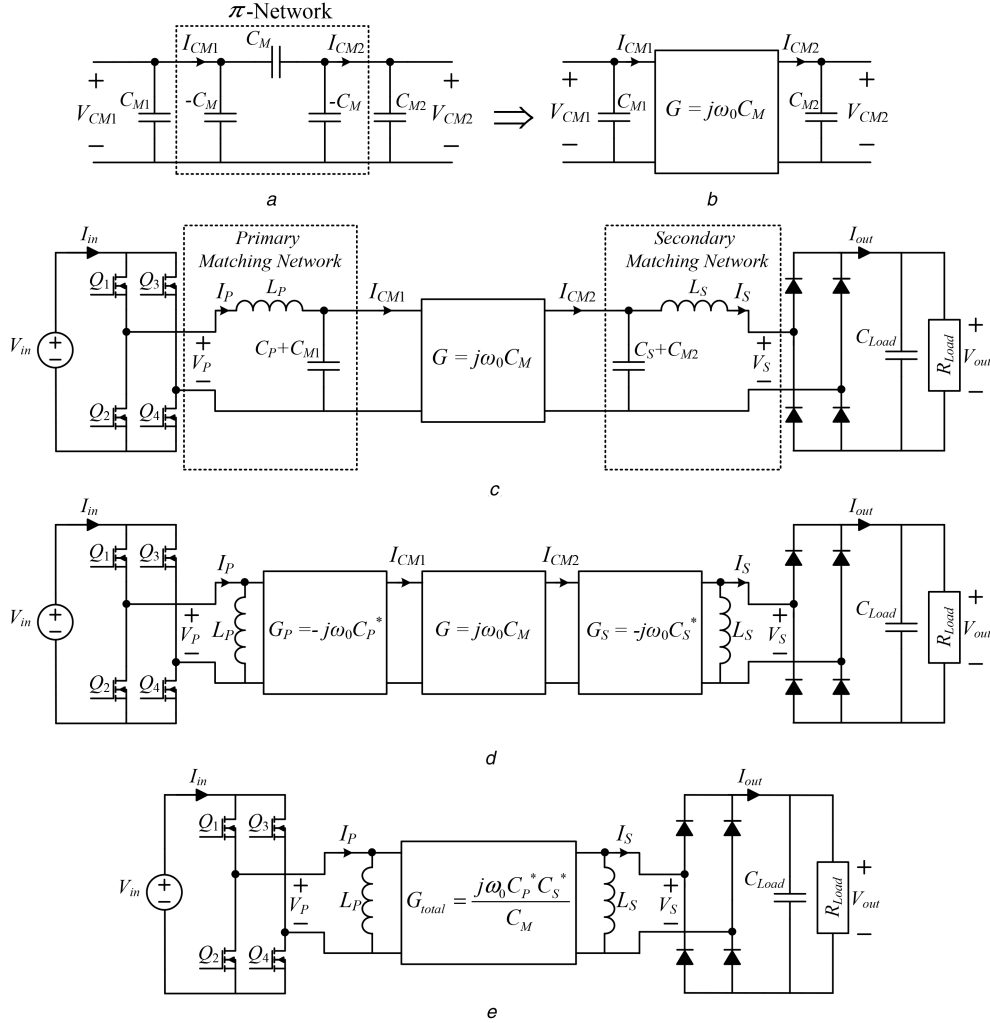 π-Network
I_CM1 C_M I_CM2
+ +
V_CM1 C_M1 -C_M -C_M C_M2 V_CM2
− −
a
I_CM1 I_CM2
+ +
V_CM1 C_M1 G = jω₀C_M C_M2 V_CM2
− −
b
Primary
Matching Network
Secondary
Matching Network
I_in I_out
Q₁ Q₃ I_P L_P I_CM1 I_CM2 L_S I_S
V_in + −
+ V_P −
C_P+C_M1
G = jω₀C_M
C_S+C_M2
+ V_S −
C_Load R_Load + V_out −
Q₂ Q₄
c
I_in I_out
Q₁ Q₃ I_P I_CM1 I_CM2 I_S
V_in + −
+ V_P −
L_P
G_P =- jω₀C_P*
G = jω₀C_M
G_S = -jω₀C_S*
L_S
+ V_S −
C_Load R_Load + V_out −
Q₂ Q₄
d
I_in I_out
Q₁ Q₃ I_P I_S
V_in + −
+ V_P −
L_P
G_total = jω₀C_P*C_S* / C_M
L_S
+ V_S −
C_Load R_Load + V_out −
Q₂ Q₄
e